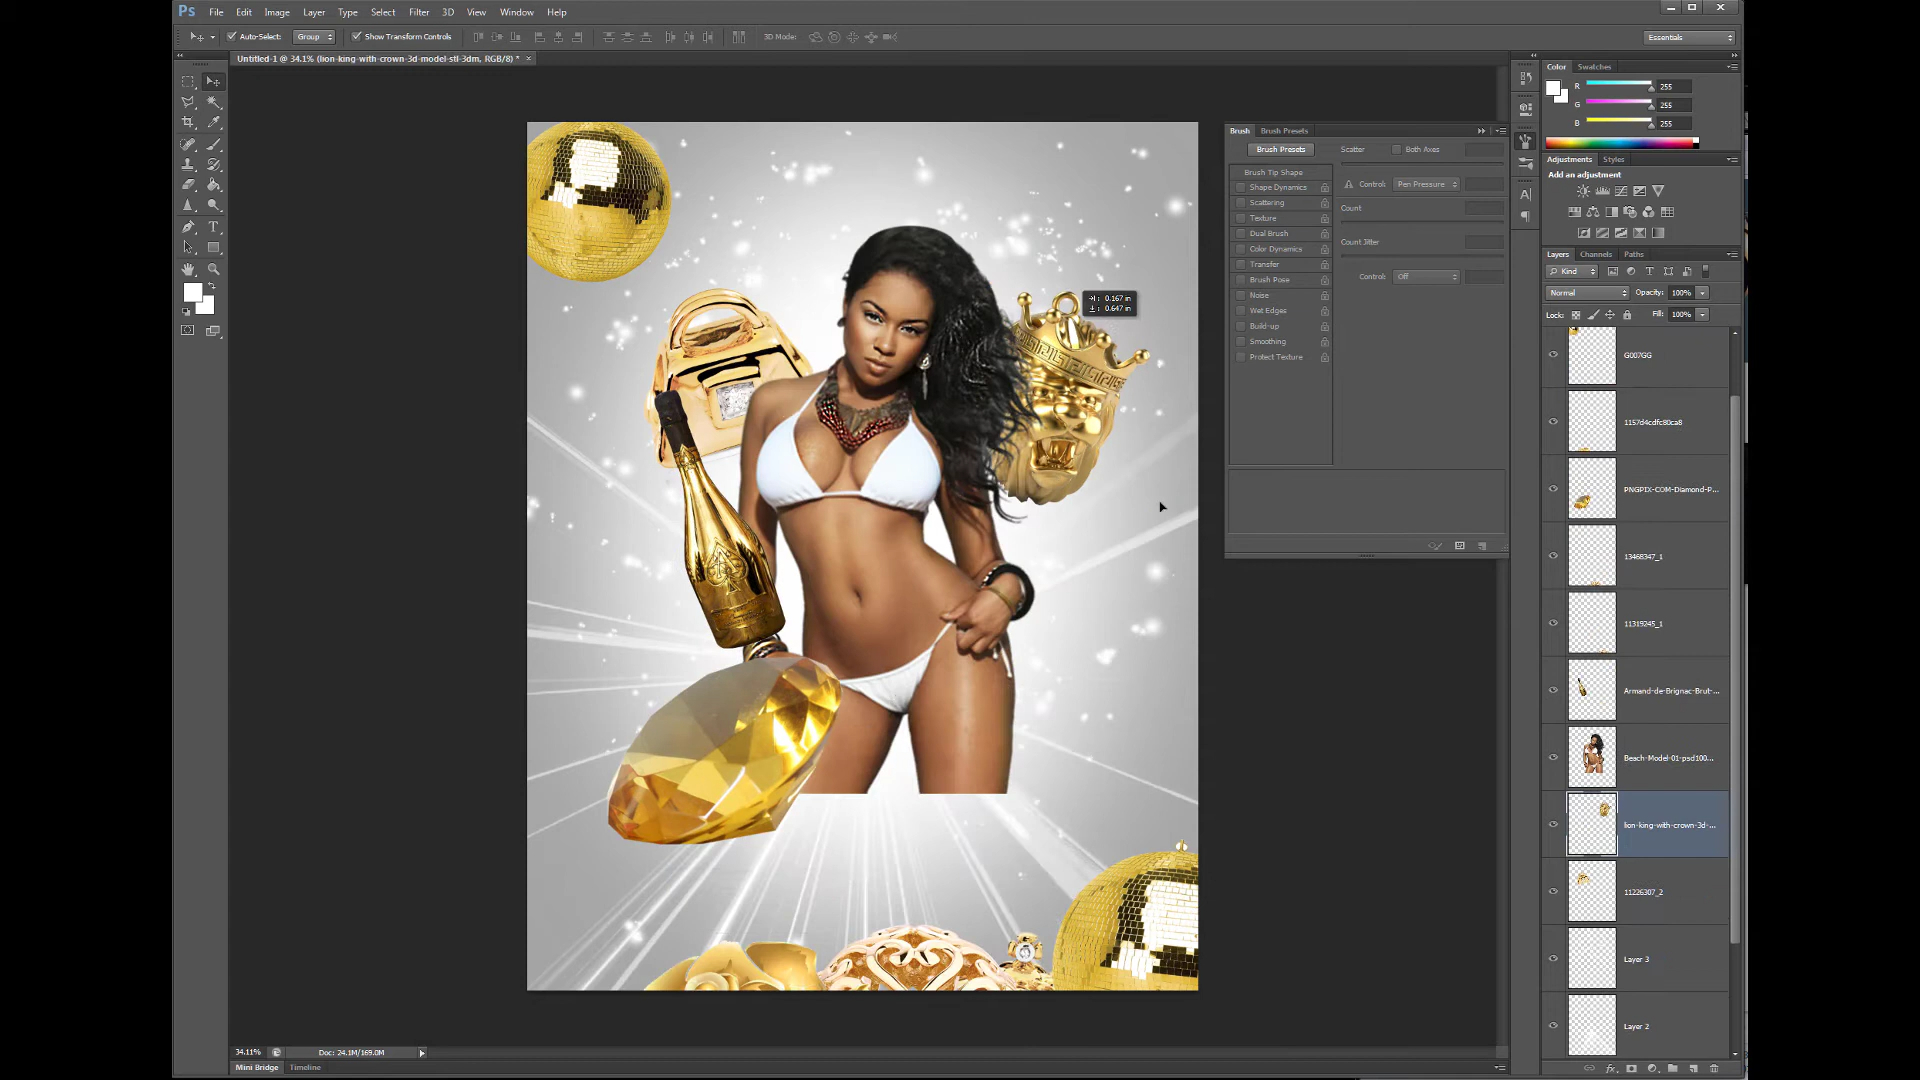 Ps File Edit Image Layer Type Select Filter 3D View Window Help
Auto-Select: Group Show Transform Controls 3D Mode: Essentials
Untitled-1 @ 34.1% (lion-king-with-crown-3d-model-stl-3dm, RGB/8) * ×
Color Swatches
R 255
G 255
B 255
Brush Brush Presets
Brush Presets Scatter Both Axes
Brush Tip Shape
Shape Dynamics Control: Pen Pressure
Scattering Count
Texture
Dual Brush Count Jitter
Color Dynamics
Transfer
Brush Pose Control: Off
Noise
Wet Edges
Build-up
Smoothing
Protect Texture
Adjustments Styles
Add an adjustment
Layers Channels Paths
Kind
Normal Opacity: 100%
Lock: Fill: 100%
: 0.167 in
: 0.647 in
G007GG
1157d4cdfc80ca8
PNGPIX-COM-Diamond-P...
13468347_1
11319245_1
Armand-de-Brignac-Brut-...
Beach-Model-01-psd100...
lion-king-with-crown-3d-...
11226307_2
Layer 3
Layer 2
34.11% Doc: 24.1M/169.0M
Mini Bridge Timeline